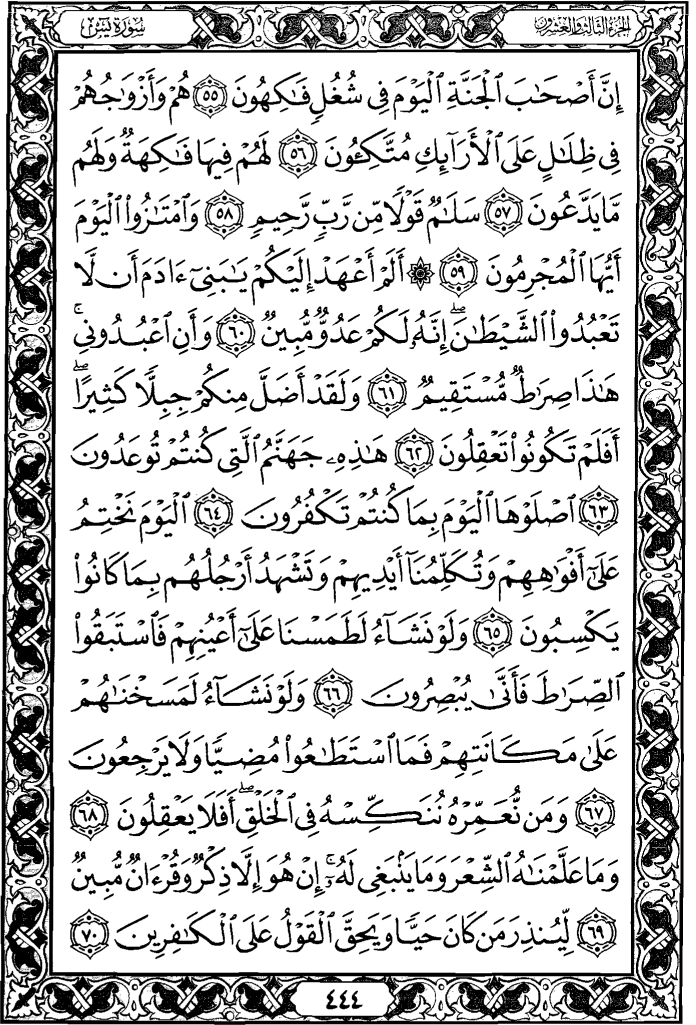 الجزء الثالث والعشرون
سورة يس
إِنَّ أَصْحَٰبَ ٱلْجَنَّةِ ٱلْيَوْمَ فِى شُغُلٍ فَٰكِهُونَ ٥٥ هُمْ وَأَزْوَٰجُهُمْ
فِى ظِلَٰلٍ عَلَى ٱلْأَرَآئِكِ مُتَّكِـُٔونَ ٥٦ لَهُمْ فِيهَا فَٰكِهَةٌ وَلَهُم
مَّا يَدَّعُونَ ٥٧ سَلَٰمٌ قَوْلًا مِّن رَّبٍّ رَّحِيمٍ ٥٨ وَٱمْتَٰزُوا۟ ٱلْيَوْمَ
أَيُّهَا ٱلْمُجْرِمُونَ ٥٩ ۞ أَلَمْ أَعْهَدْ إِلَيْكُمْ يَٰبَنِىٓ ءَادَمَ أَن لَّا
تَعْبُدُوا۟ ٱلشَّيْطَٰنَ ۖ إِنَّهُۥ لَكُمْ عَدُوٌّ مُّبِينٌ ٦٠ وَأَنِ ٱعْبُدُونِى ۚ
هَٰذَا صِرَٰطٌ مُّسْتَقِيمٌ ٦١ وَلَقَدْ أَضَلَّ مِنكُمْ جِبِلًّا كَثِيرًا ۖ
أَفَلَمْ تَكُونُوا۟ تَعْقِلُونَ ٦٢ هَٰذِهِۦ جَهَنَّمُ ٱلَّتِى كُنتُمْ تُوعَدُونَ
٦٣ ٱصْلَوْهَا ٱلْيَوْمَ بِمَا كُنتُمْ تَكْفُرُونَ ٦٤ ٱلْيَوْمَ نَخْتِمُ
عَلَىٰٓ أَفْوَٰهِهِمْ وَتُكَلِّمُنَآ أَيْدِيهِمْ وَتَشْهَدُ أَرْجُلُهُم بِمَا كَانُوا۟
يَكْسِبُونَ ٦٥ وَلَوْ نَشَآءُ لَطَمَسْنَا عَلَىٰٓ أَعْيُنِهِمْ فَٱسْتَبَقُوا۟
ٱلصِّرَٰطَ فَأَنَّىٰ يُبْصِرُونَ ٦٦ وَلَوْ نَشَآءُ لَمَسَخْنَٰهُمْ
عَلَىٰ مَكَانَتِهِمْ فَمَا ٱسْتَطَٰعُوا۟ مُضِيًّا وَلَا يَرْجِعُونَ
٦٧ وَمَن نُّعَمِّرْهُ نُنَكِّسْهُ فِى ٱلْخَلْقِ ۖ أَفَلَا يَعْقِلُونَ ٦٨
وَمَا عَلَّمْنَٰهُ ٱلشِّعْرَ وَمَا يَنۢبَغِى لَهُۥٓ ۚ إِنْ هُوَ إِلَّا ذِكْرٌ وَقُرْءَانٌ مُّبِينٌ
٦٩ لِّيُنذِرَ مَن كَانَ حَيًّا وَيَحِقَّ ٱلْقَوْلُ عَلَى ٱلْكَٰفِرِينَ ٧٠
٤٤٤